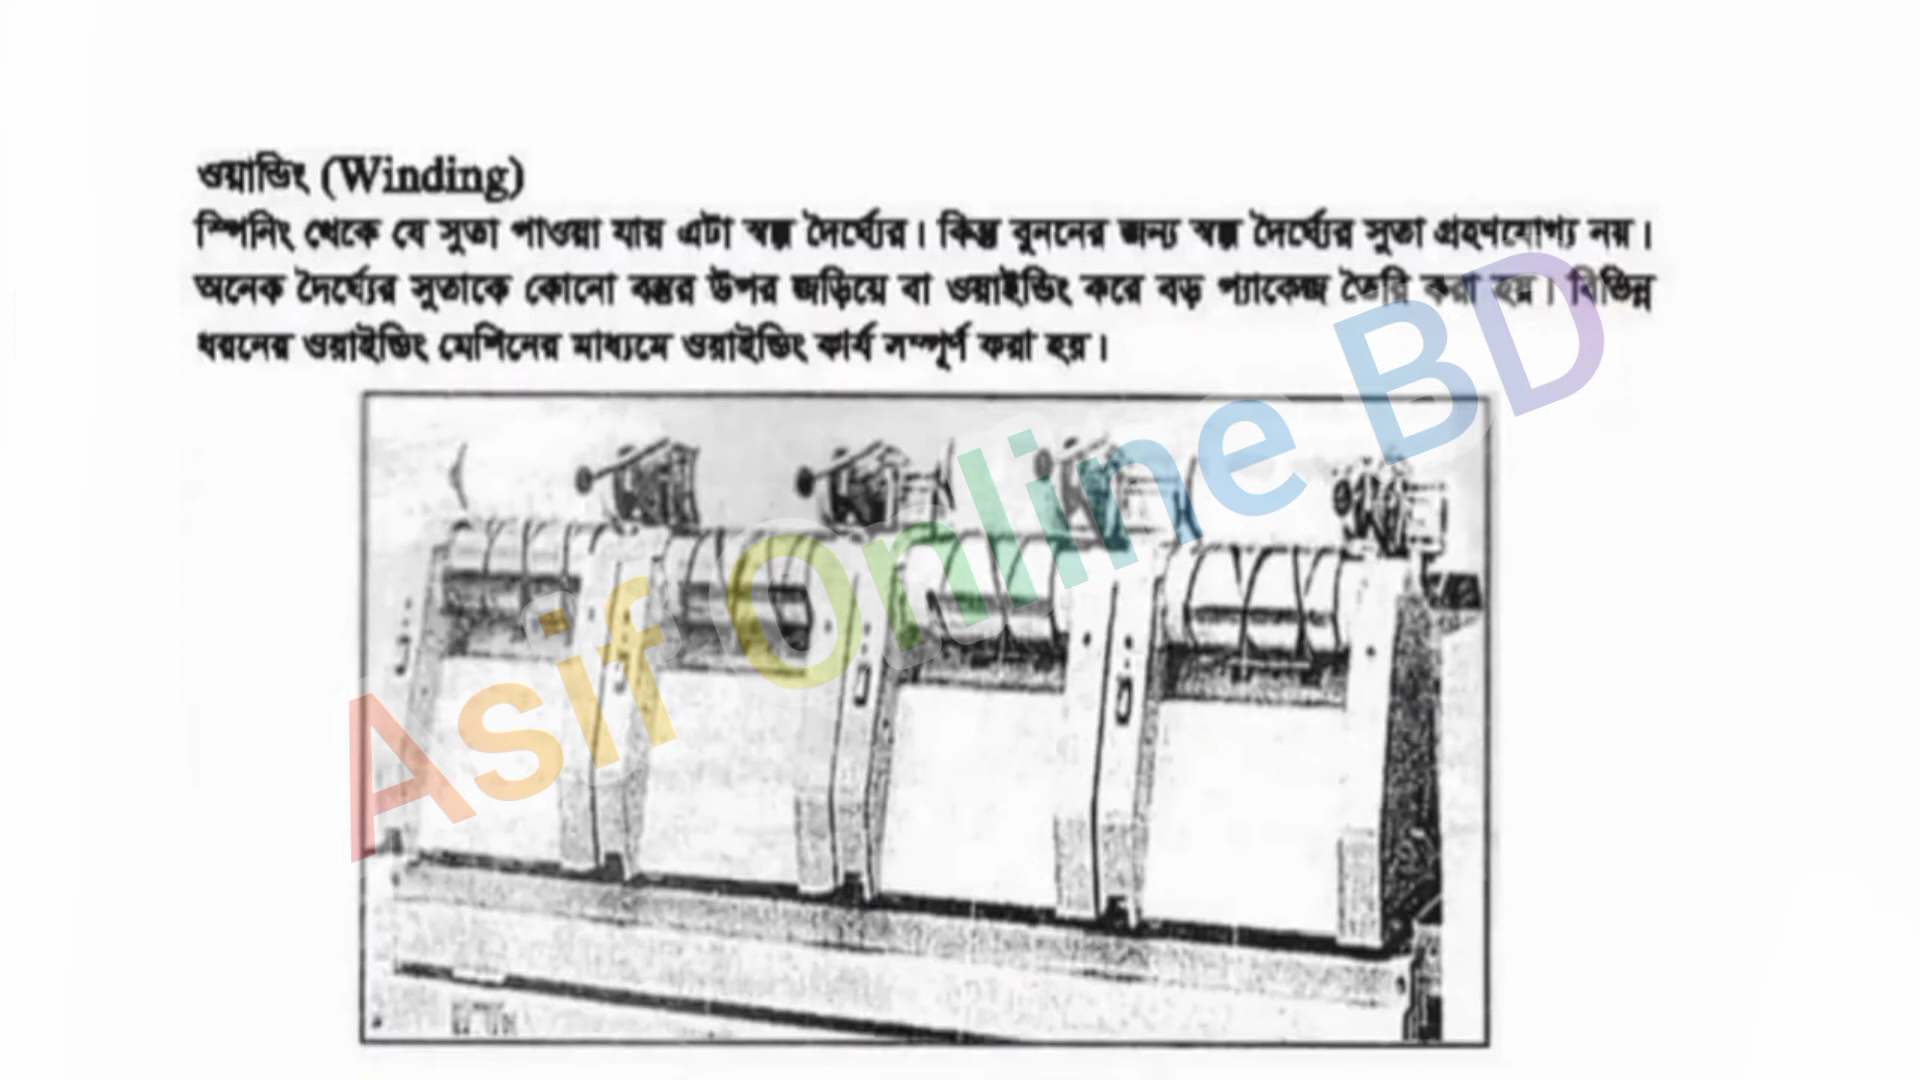 ওয়ান্ডিং (Winding)
স্পিনিং থেকে যে সুতা পাওয়া যায় এটা স্বল্প দৈর্ঘ্যের। কিন্তু বুননের জন্য স্বল্প দৈর্ঘ্যের সুতা গ্রহণযোগ্য নয়।
অনেক দৈর্ঘ্যের সুতাকে কোনো বস্তুর উপর জড়িয়ে বা ওয়াইন্ডিং করে বড় প্যাকেজ তৈরি করা হয়। বিভিন্ন
ধরনের ওয়াইন্ডিং মেশিনের মাধ্যমে ওয়াইন্ডিং কার্য সম্পূর্ণ করা হয়।
Asif Online BD